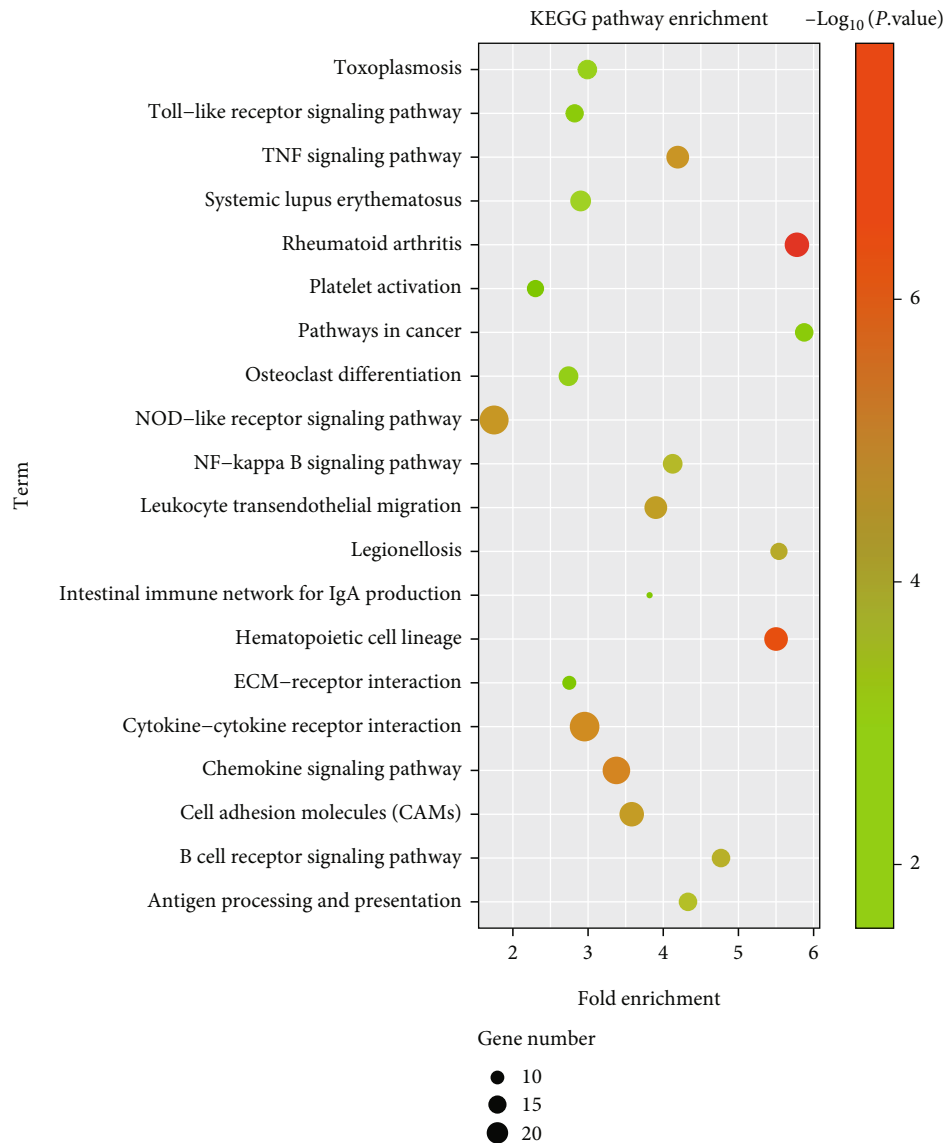 KEGG pathway enrichment
−Log10 (P.value)
Toxoplasmosis
Toll−like receptor signaling pathway
TNF signaling pathway
Systemic lupus erythematosus
Rheumatoid arthritis
Platelet activation
Pathways in cancer
Osteoclast differentiation
NOD−like receptor signaling pathway
NF−kappa B signaling pathway
Leukocyte transendothelial migration
Legionellosis
Intestinal immune network for IgA production
Hematopoietic cell lineage
ECM−receptor interaction
Cytokine−cytokine receptor interaction
Chemokine signaling pathway
Cell adhesion molecules (CAMs)
B cell receptor signaling pathway
Antigen processing and presentation
Term
6
4
2
2 3 4 5 6
Fold enrichment
Gene number
10
15
20